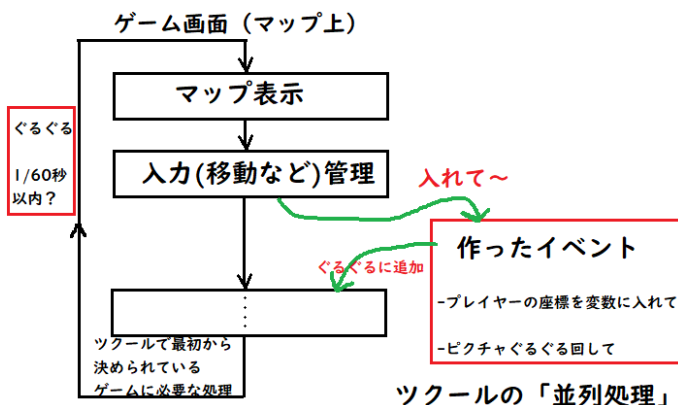 ゲーム画面（マップ上）
マップ表示
ぐるぐる
1/60秒
以内？
入力(移動など)管理
入れて～
作ったイベント
ぐるぐるに追加
-プレイヤーの座標を変数に入れて
-ピクチャぐるぐる回して
ツクールで最初から
決められている
ゲームに必要な処理
ツクールの「並列処理」